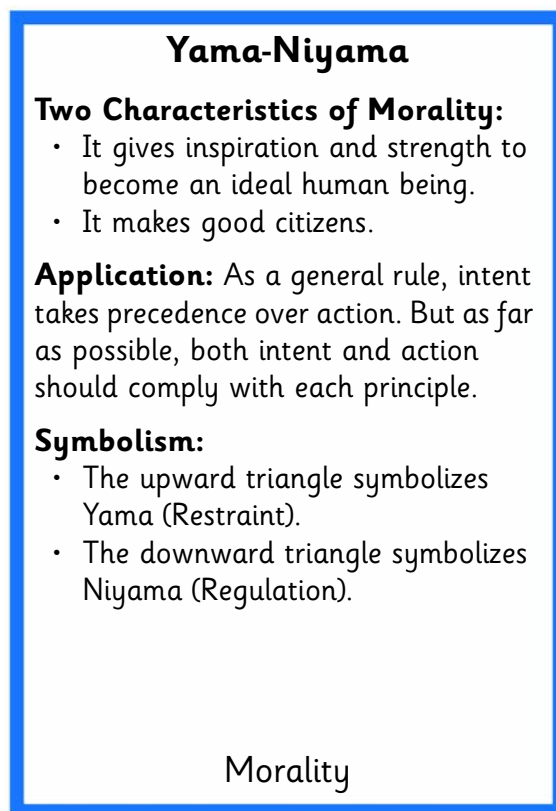 Yama-Niyama
Two Characteristics of Morality:
• It gives inspiration and strength to
become an ideal human being.
• It makes good citizens.
Application: As a general rule, intent
takes precedence over action. But as far
as possible, both intent and action
should comply with each principle.
Symbolism:
• The upward triangle symbolizes
Yama (Restraint).
• The downward triangle symbolizes
Niyama (Regulation).
Morality